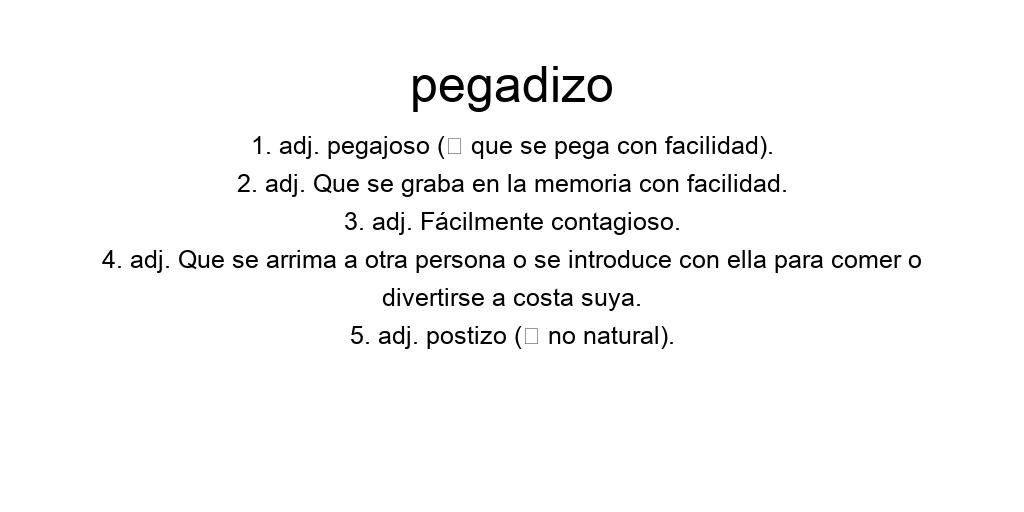 pegadizo
1. adj. pegajoso (□ que se pega con facilidad).
2. adj. Que se graba en la memoria con facilidad.
3. adj. Fácilmente contagioso.
4. adj. Que se arrima a otra persona o se introduce con ella para comer o
divertirse a costa suya.
5. adj. postizo (□ no natural).